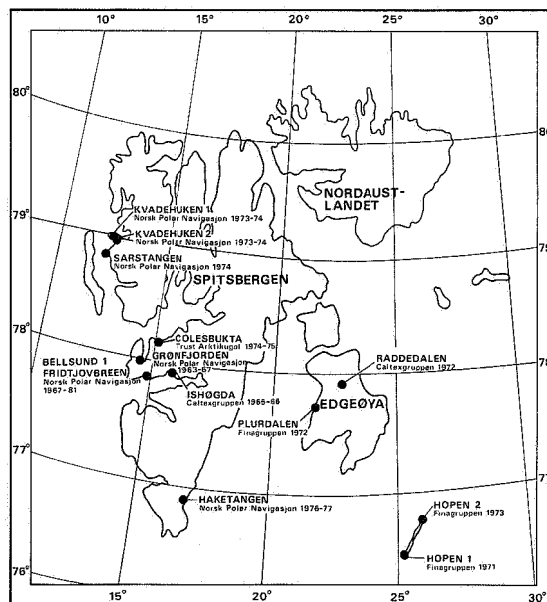 10° 15° 20° 25° 30°
80°
80
79°
79
78°
78
77°
77
76°
76
10° 15° 20° 25° 30°
NORDAUST-
LANDET
KVADEHUKEN 1
Norsk Polar Navigasjon 1973-74
KVADEHUKEN 2
Norsk Polar Navigasjon 1973-74
SARSTANGEN
Norsk Polar Navigasjon 1974
SPITSBERGEN
COLESBUKTA
Trust Arktikugol 1974-75
GRØNFJORDEN
Norsk Polar Navigasjon
1963-67
BELLSUND 1
FRIDTJOVBREEN
Norsk Polar Navigasjon
1967-81
ISHØGDA
Caltexgruppen 1965-66
RADDEDALEN
Caltexgruppen 1972
EDGEØYA
PLURDALEN
Finagruppen 1972
HAKETANGEN
Norsk Polar Navigasjon 1976-77
HOPEN 2
Finagruppen 1973
HOPEN 1
Finagruppen 1971